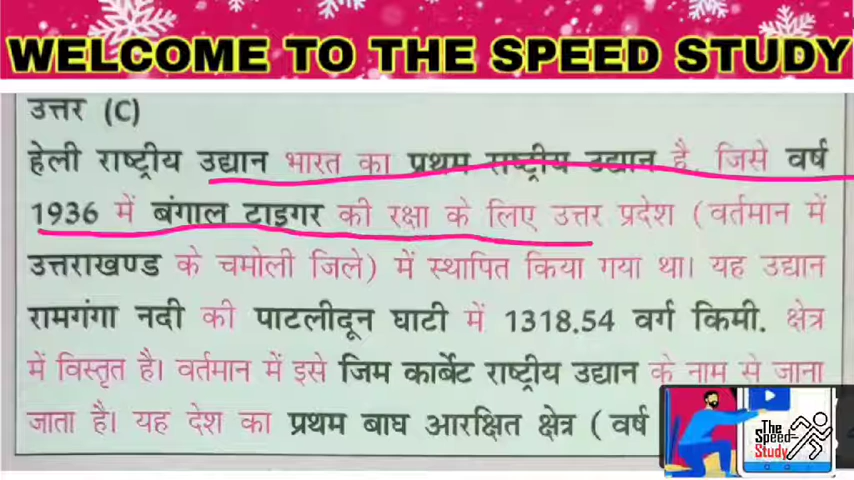 WELCOME TO THE SPEED STUDY
उत्तर (C)
हेली राष्ट्रीय उद्यान भारत का प्रथम राष्ट्रीय उद्यान है, जिसे वर्ष
1936 में बंगाल टाइगर की रक्षा के लिए उत्तर प्रदेश (वर्तमान में
उत्तराखण्ड के चमोली जिले) में स्थापित किया गया था। यह उद्यान
रामगंगा नदी की पाटलीदून घाटी में 1318.54 वर्ग किमी. क्षेत्र
में विस्तृत है। वर्तमान में इसे जिम कार्बेट राष्ट्रीय उद्यान के नाम से जाना
जाता है। यह देश का प्रथम बाघ आरक्षित क्षेत्र (वर्ष
The
Speed
Study